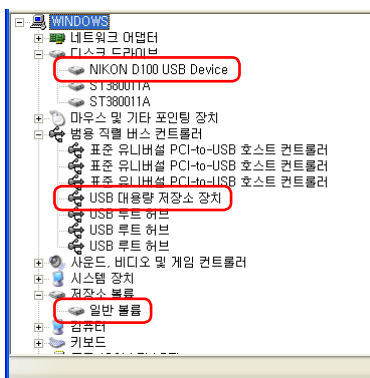 WINDOWS
네트워크 어댑터
디스크 드라이브
NIKON D100 USB Device
ST380011A
ST380011A
마우스 및 기타 포인팅 장치
범용 직렬 버스 컨트롤러
표준 유니버설 PCI-to-USB 호스트 컨트롤러
표준 유니버설 PCI-to-USB 호스트 컨트롤러
표준 유니버설 PCI-to-USB 호스트 컨트롤러
USB 대용량 저장소 장치
USB 루트 허브
USB 루트 허브
USB 루트 허브
사운드, 비디오 및 게임 컨트롤러
시스템 장치
저장소 볼륨
일반 볼륨
컴퓨터
키보드